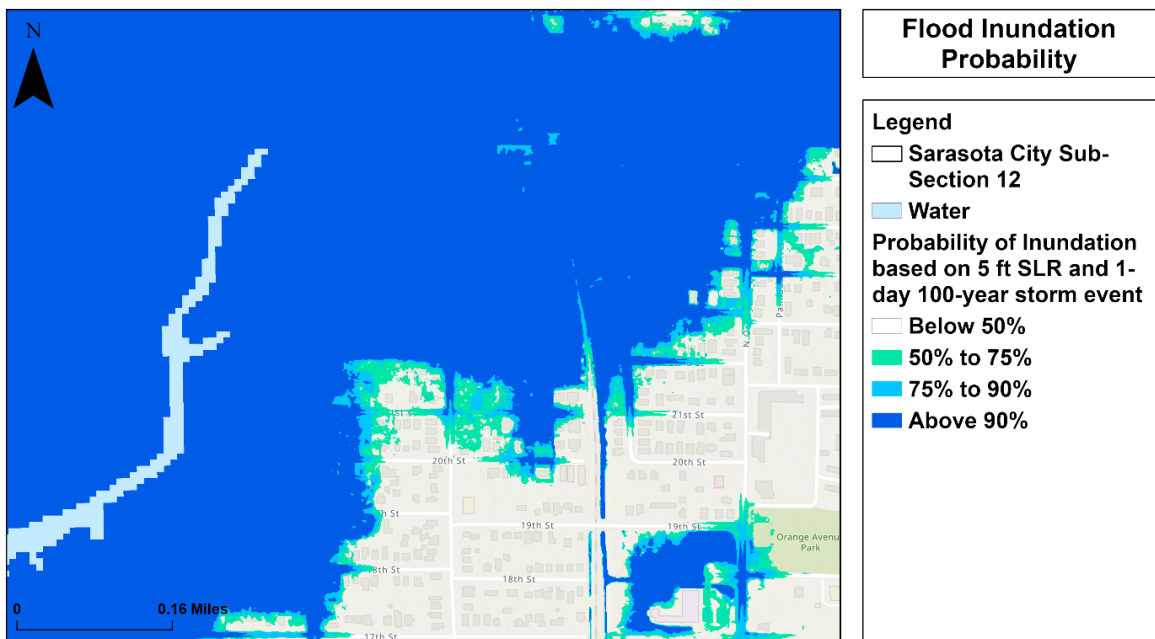 N
Flood Inundation
Probability
Legend
Sarasota City Sub-
Section 12
Water
Probability of Inundation
based on 5 ft SLR and 1-
day 100-year storm event
Below 50%
50% to 75%
75% to 90%
Above 90%
21st St
20th St
20th St
19th St
19th St
Orange Avenue
Park
18th St
18th St
17th St
0
0.16 Miles